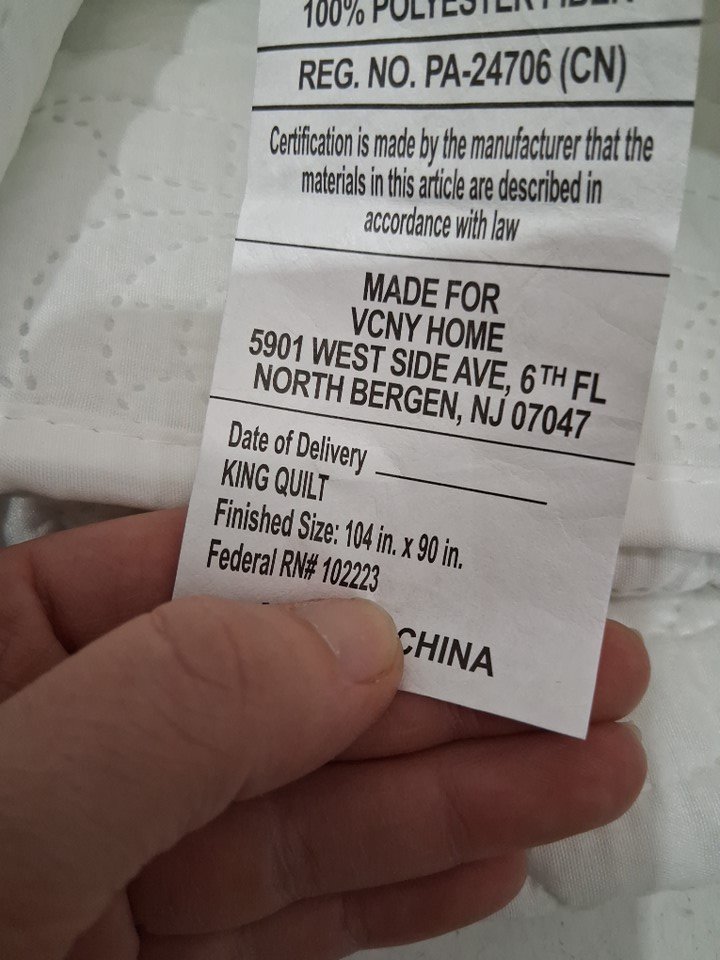 100% POLYESTER FIBER
REG. NO. PA-24706 (CN)
Certification is made by the manufacturer that the
materials in this article are described in
accordance with law
MADE FOR
VCNY HOME
5901 WEST SIDE AVE, 6TH FL
NORTH BERGEN, NJ 07047
Date of Delivery
KING QUILT
Finished Size: 104 in. x 90 in.
Federal RN# 102223
CHINA